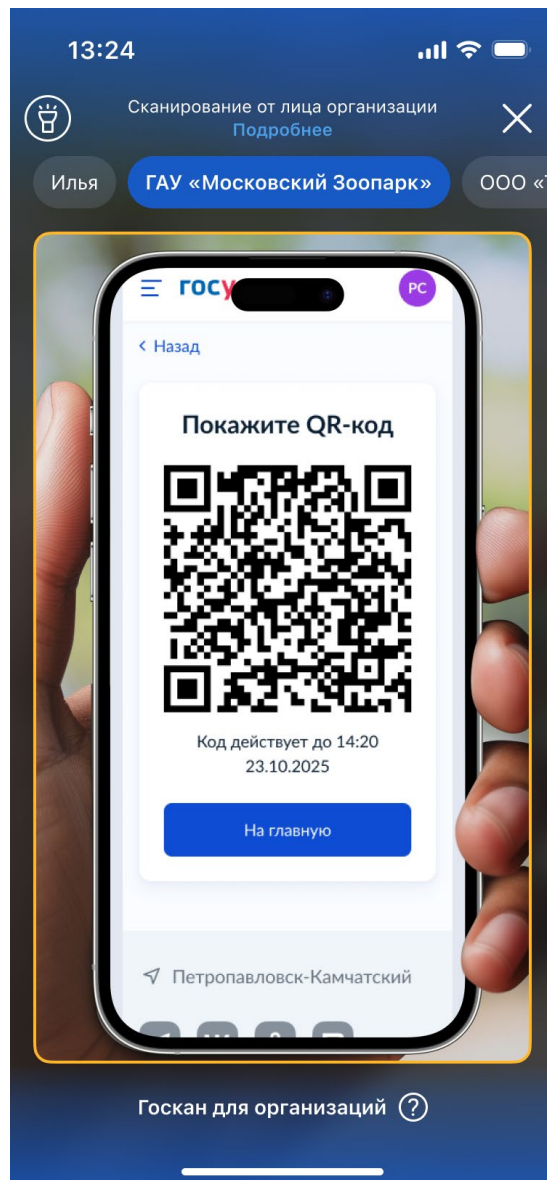 13:24
Сканирование от лица организации
Подробнее
Илья
ГАУ «Московский Зоопарк»
ООО «
госу
РС
Назад
Покажите QR-код
Код действует до 14:20
23.10.2025
На главную
Петропавловск-Камчатский
Госкан для организаций ?